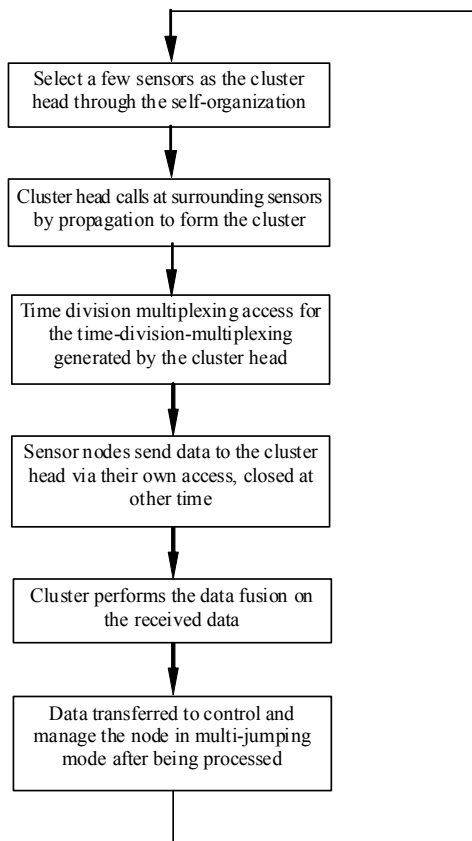 Select a few sensors as the cluster
head through the self-organization
Cluster head calls at surrounding sensors
by propagation to form the cluster
Time division multiplexing access for
the time-division-multiplexing
generated by the cluster head
Sensor nodes send data to the cluster
head via their own access, closed at
other time
Cluster performs the data fusion on
the received data
Data transferred to control and
manage the node in multi-jumping
mode after being processed